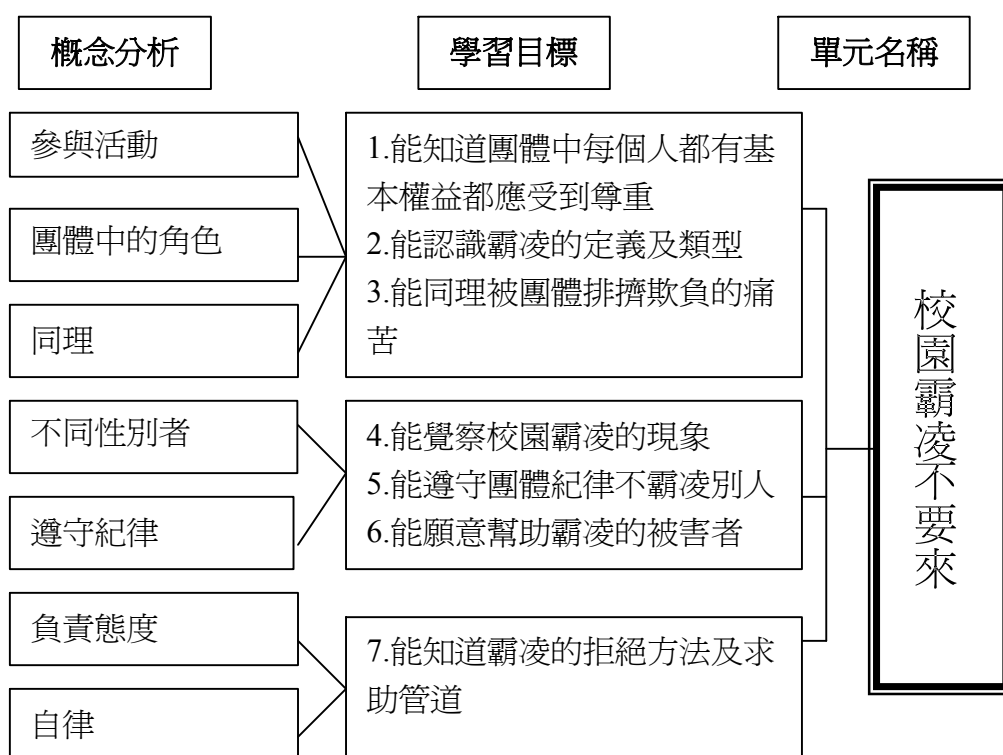 概念分析
學習目標
單元名稱
參與活動
團體中的角色
同理
1.能知道團體中每個人都有基
本權益都應受到尊重
2.能認識霸凌的定義及類型
3.能同理被團體排擠欺負的痛
苦
不同性別者
遵守紀律
4.能覺察校園霸凌的現象
5.能遵守團體紀律不霸凌別人
6.能願意幫助霸凌的被害者
負責態度
自律
7.能知道霸凌的拒絕方法及求
助管道
校園霸凌不要來